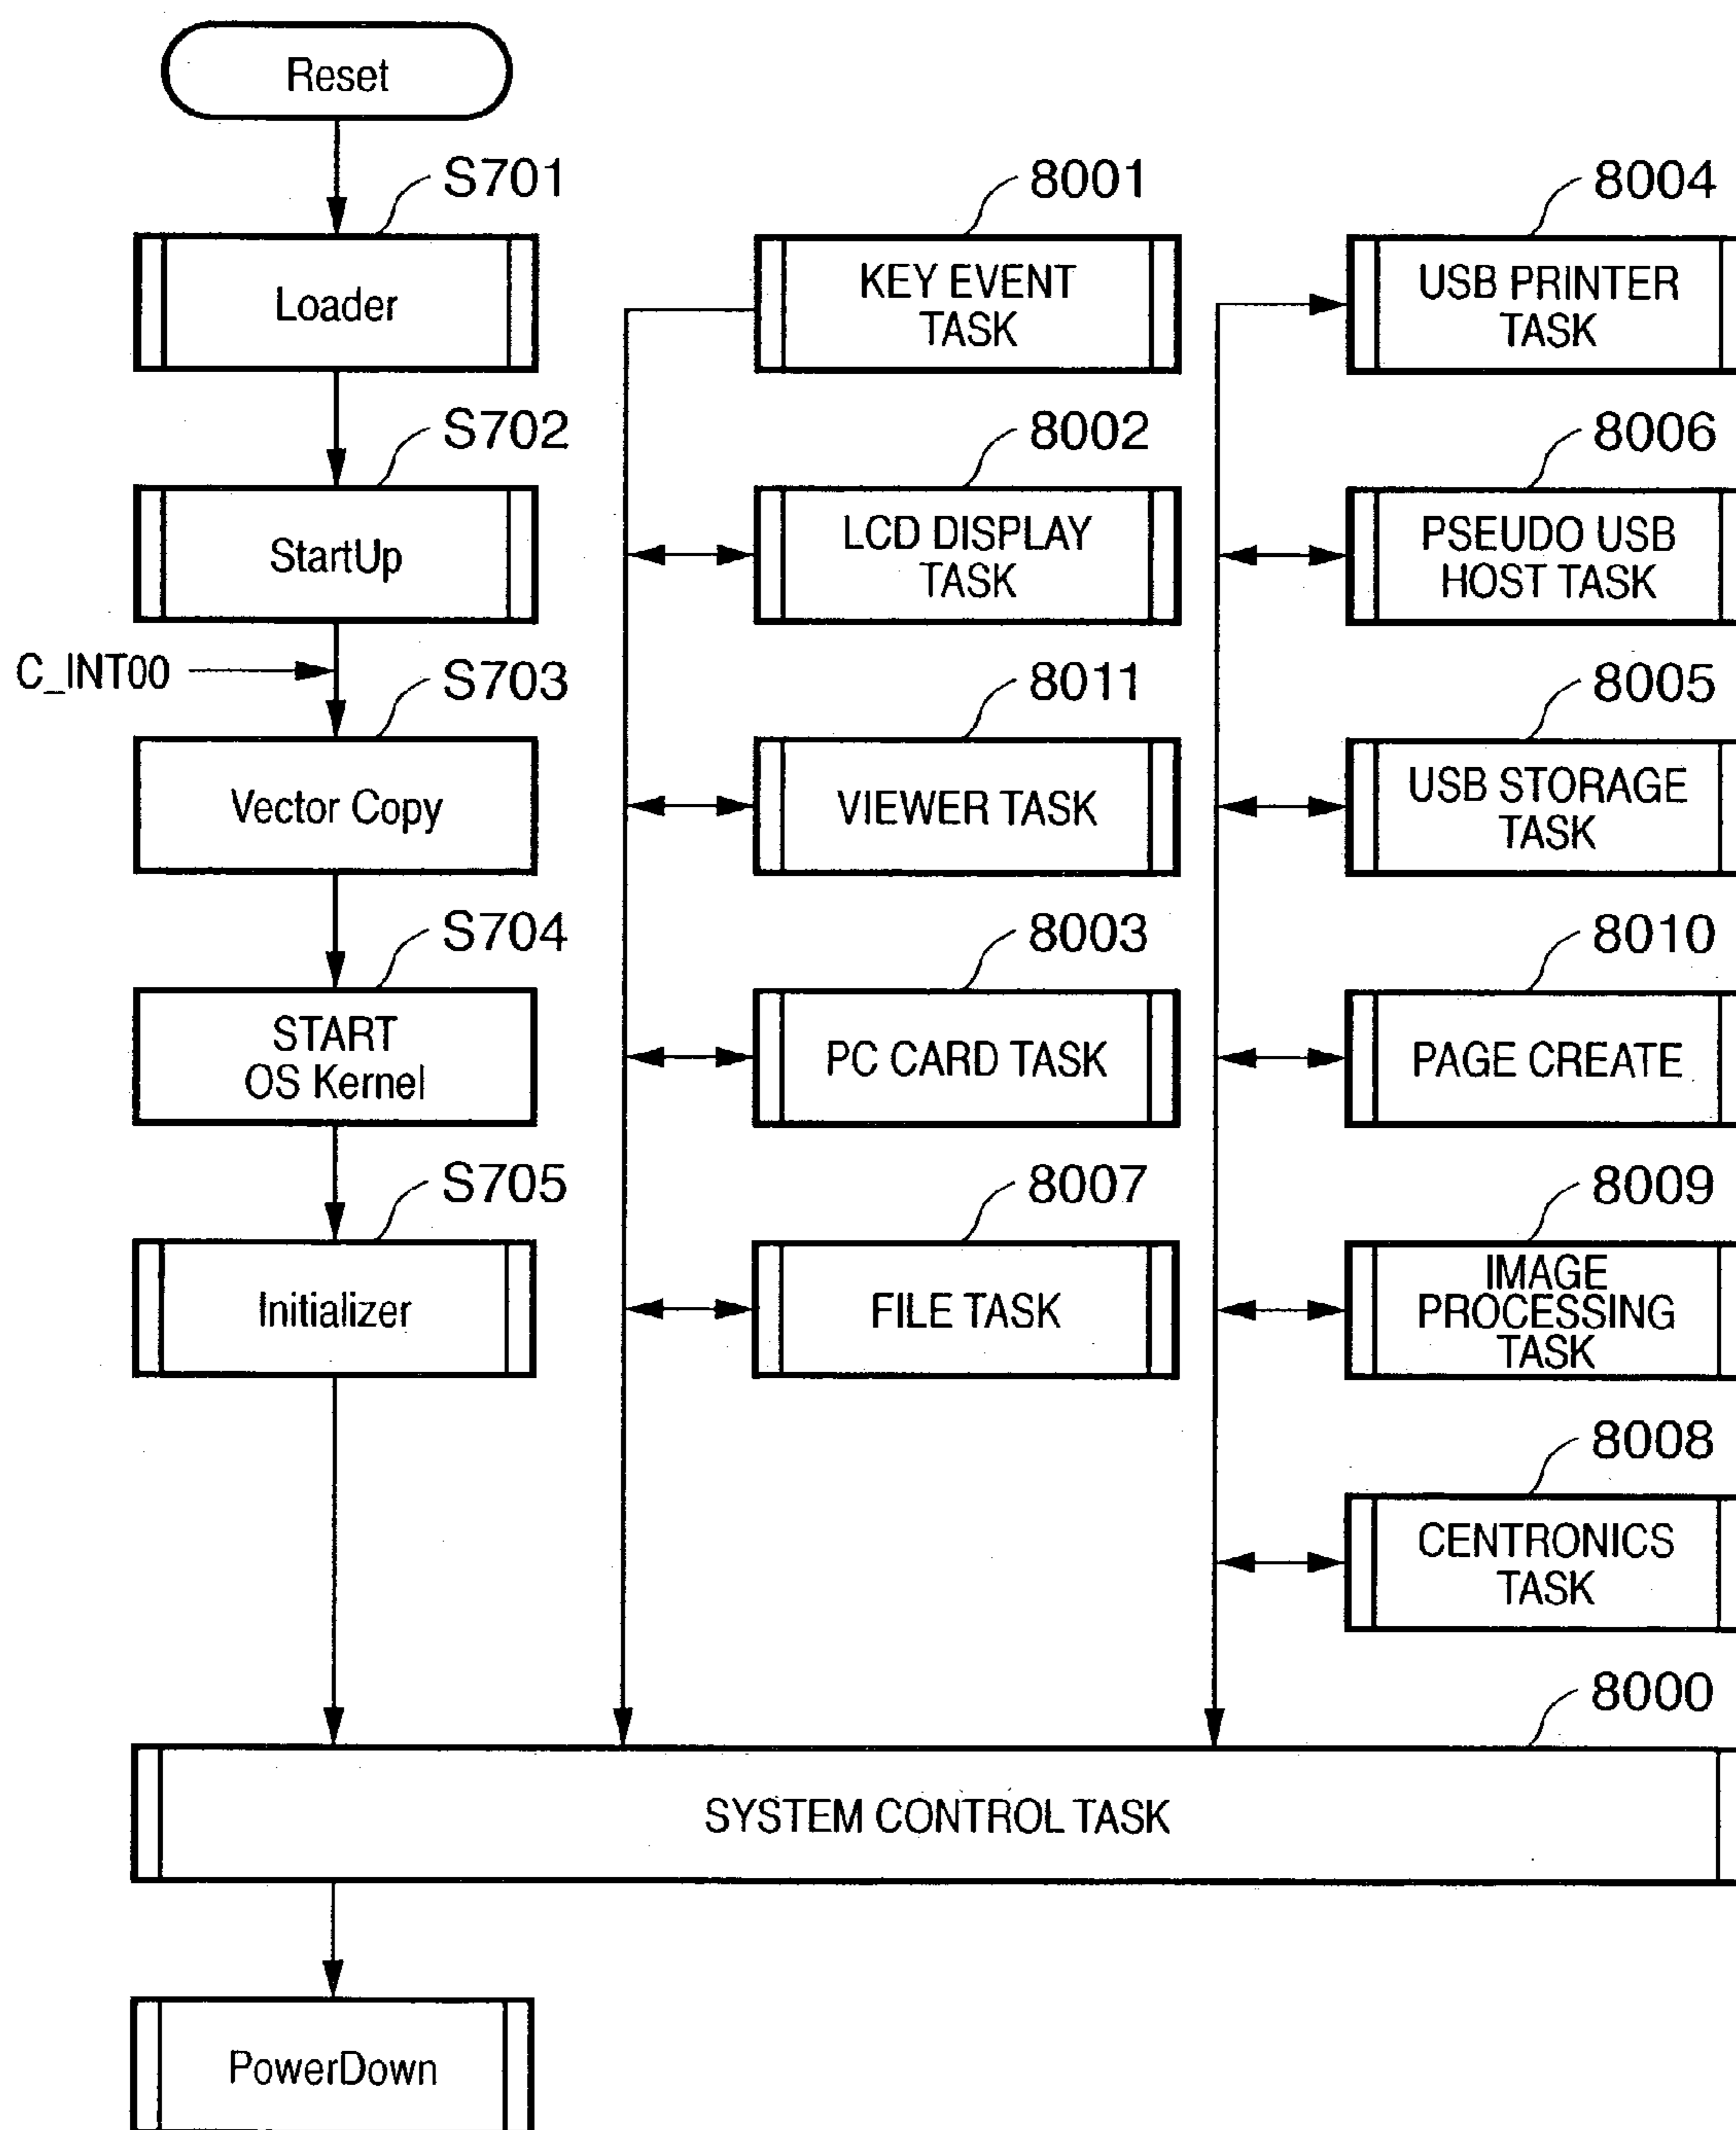 Reset
S701
Loader
S702
StartUp
C_INT00
S703
Vector Copy
S704
START
OS Kernel
S705
Initializer
8001
KEY EVENT
TASK
8002
LCD DISPLAY
TASK
8011
VIEWER TASK
8003
PC CARD TASK
8007
FILE TASK
8004
USB PRINTER
TASK
8006
PSEUDO USB
HOST TASK
8005
USB STORAGE
TASK
8010
PAGE CREATE
8009
IMAGE
PROCESSING
TASK
8008
CENTRONICS
TASK
8000
SYSTEM CONTROL TASK
PowerDown